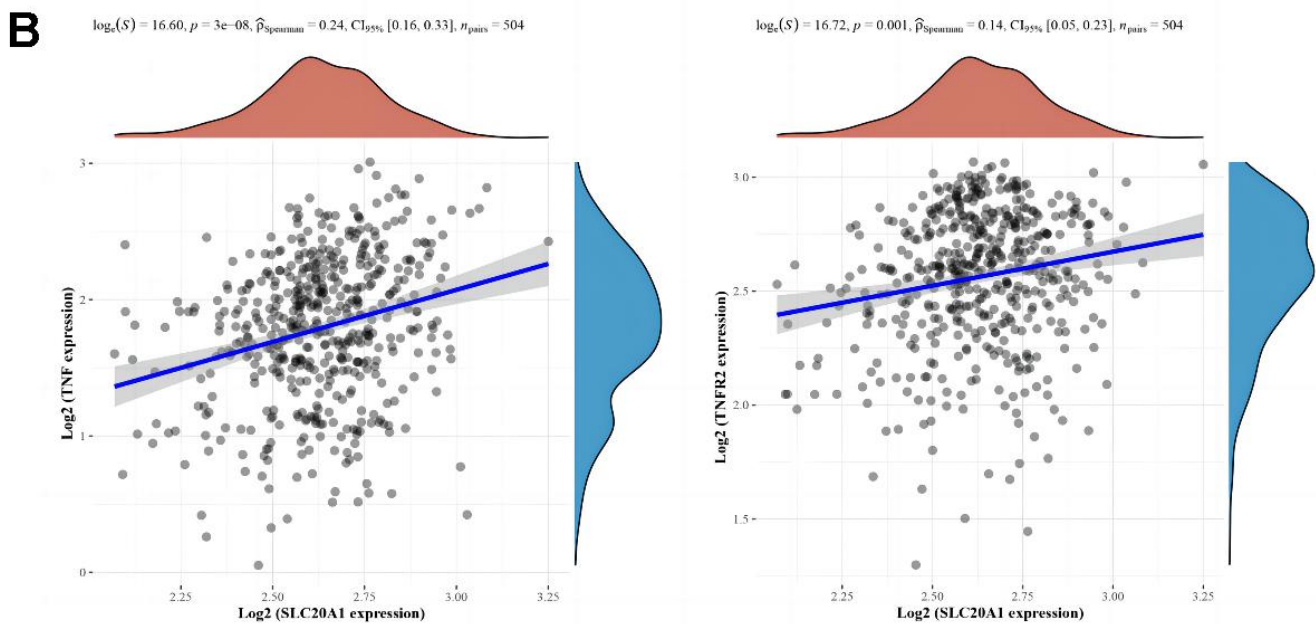 B
logₑ(S) = 16.60, p = 3e−08, ρ̂Spearman = 0.24, CI95% [0.16, 0.33], npairs = 504
3
2
1
0
Log2 (TNF expression)
2.25 2.50 2.75 3.00 3.25
Log2 (SLC20A1 expression)
logₑ(S) = 16.72, p = 0.001, ρ̂Spearman = 0.14, CI95% [0.05, 0.23], npairs = 504
3.0
2.5
2.0
1.5
Log2 (TNFR2 expression)
2.25 2.50 2.75 3.00 3.25
Log2 (SLC20A1 expression)